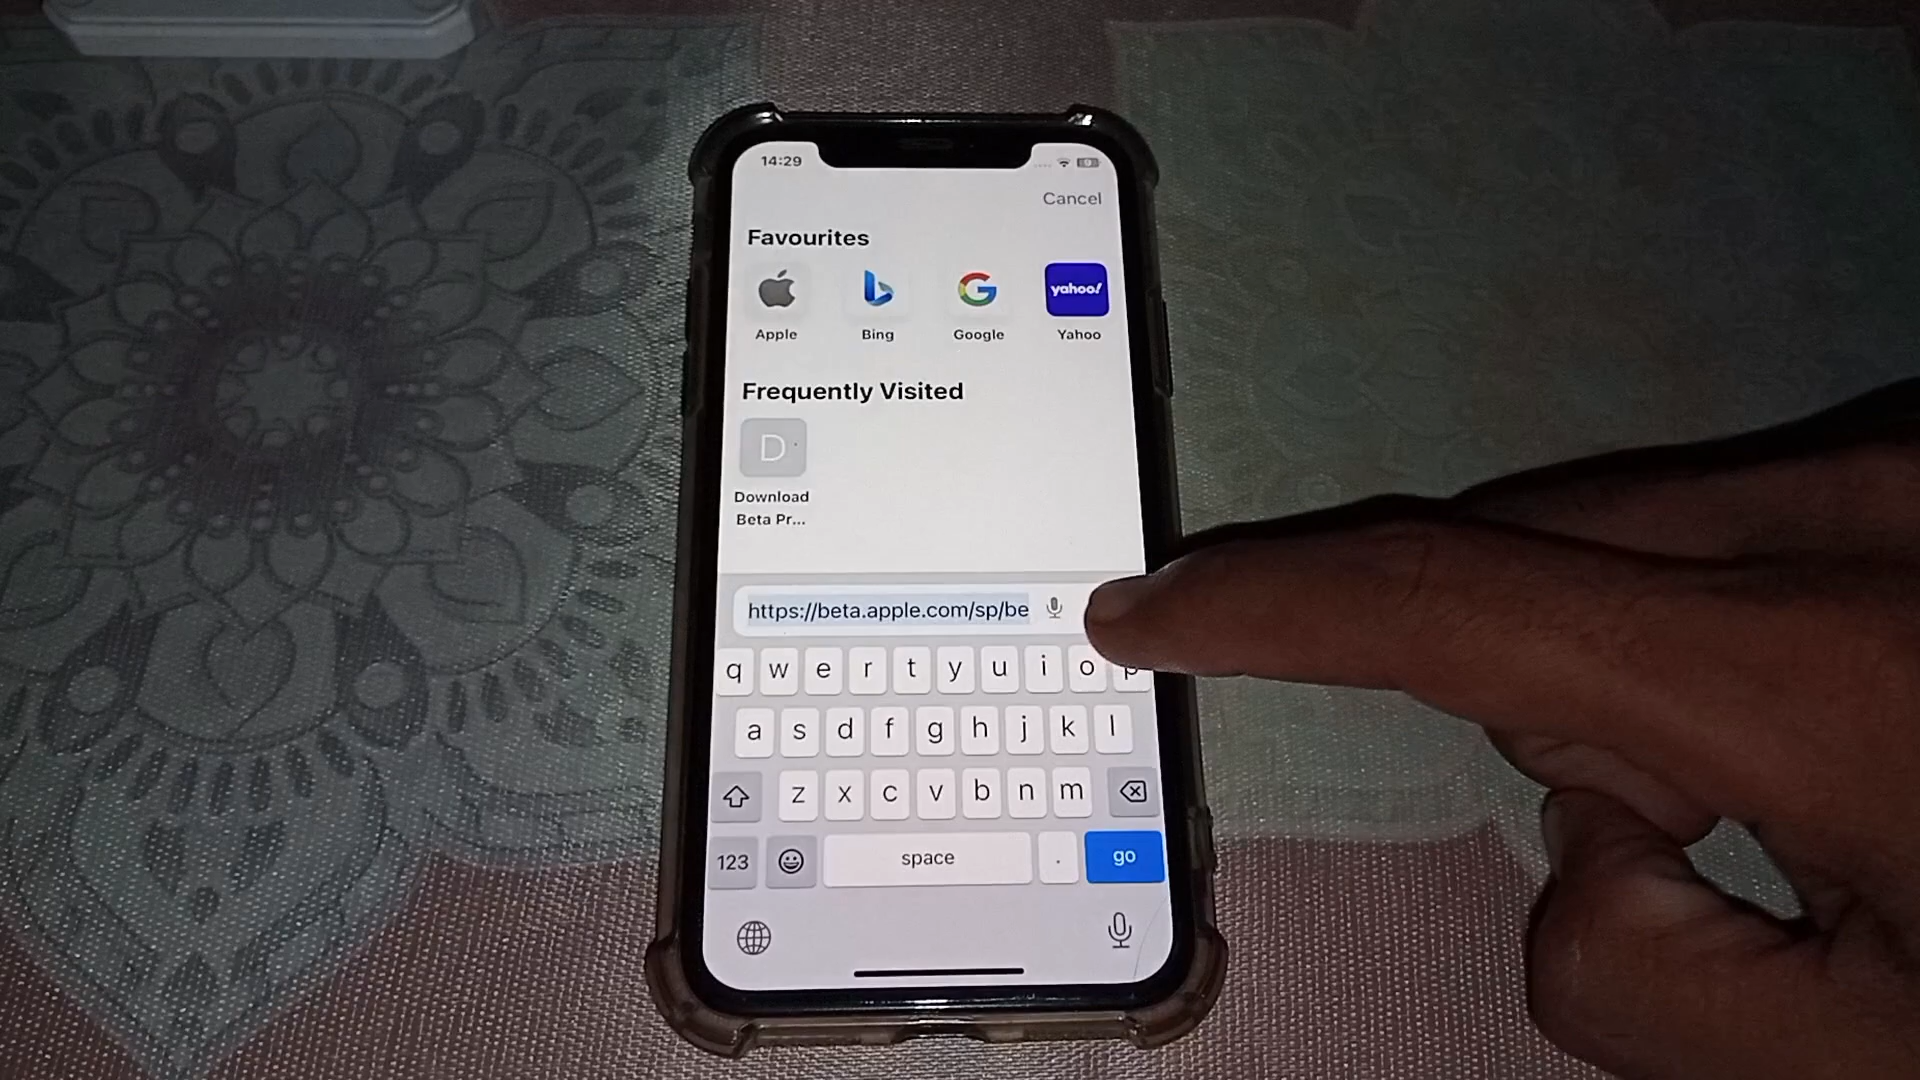 14:29
Cancel
Favourites
yahoo!
Apple Bing Google Yahoo
Frequently Visited
D
Download
Beta Pr...
https://beta.apple.com/sp/be
q w e r t y u i o p
a s d f g h j k l
z x c v b n m
123 space . go